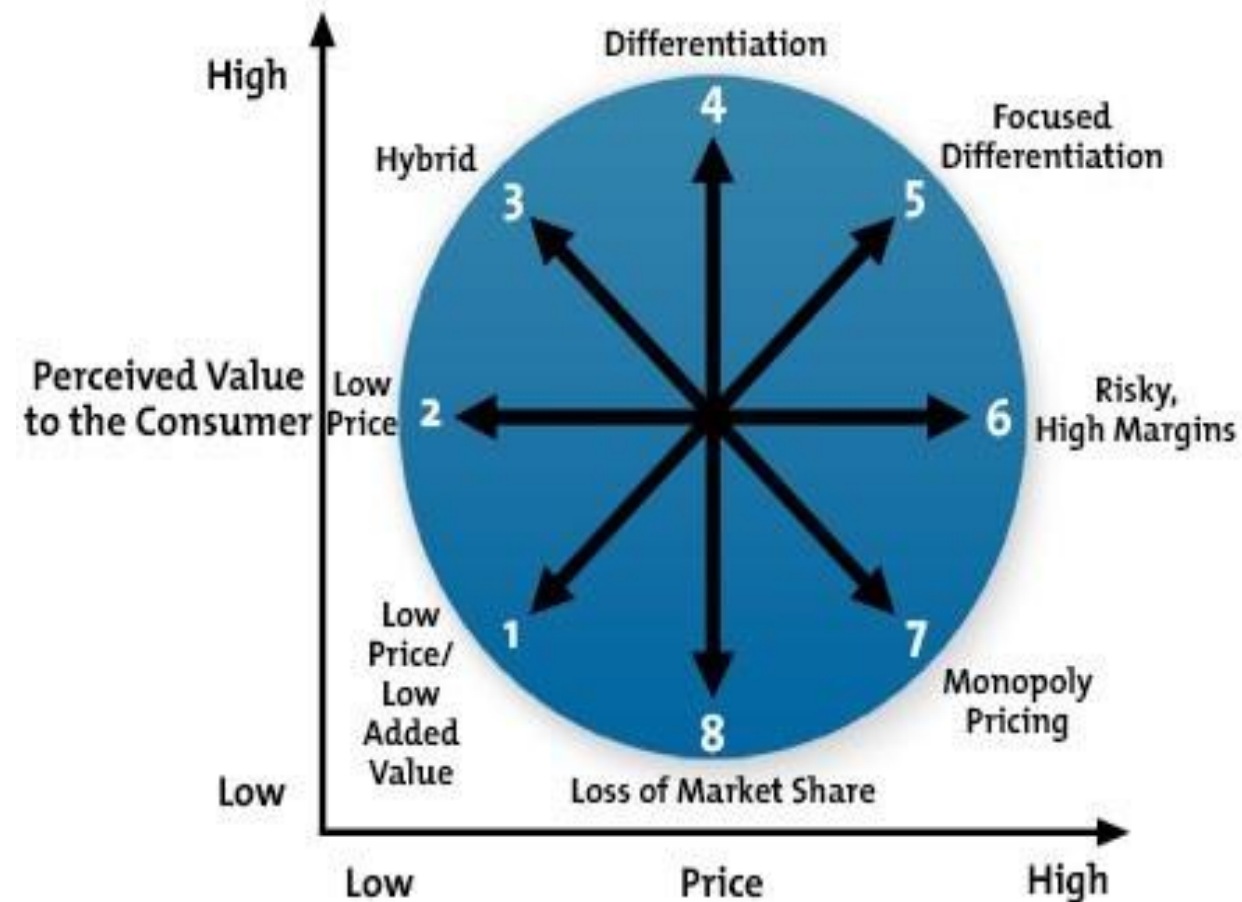 Differentiation
High
4
Focused
Differentiation
Hybrid
3
5
Perceived Value
to the Consumer
Low
Price
2
6
Risky,
High Margins
Low
Price/
Low
Added
Value
1
7
Monopoly
Pricing
8
Low
Loss of Market Share
Low
Price
High